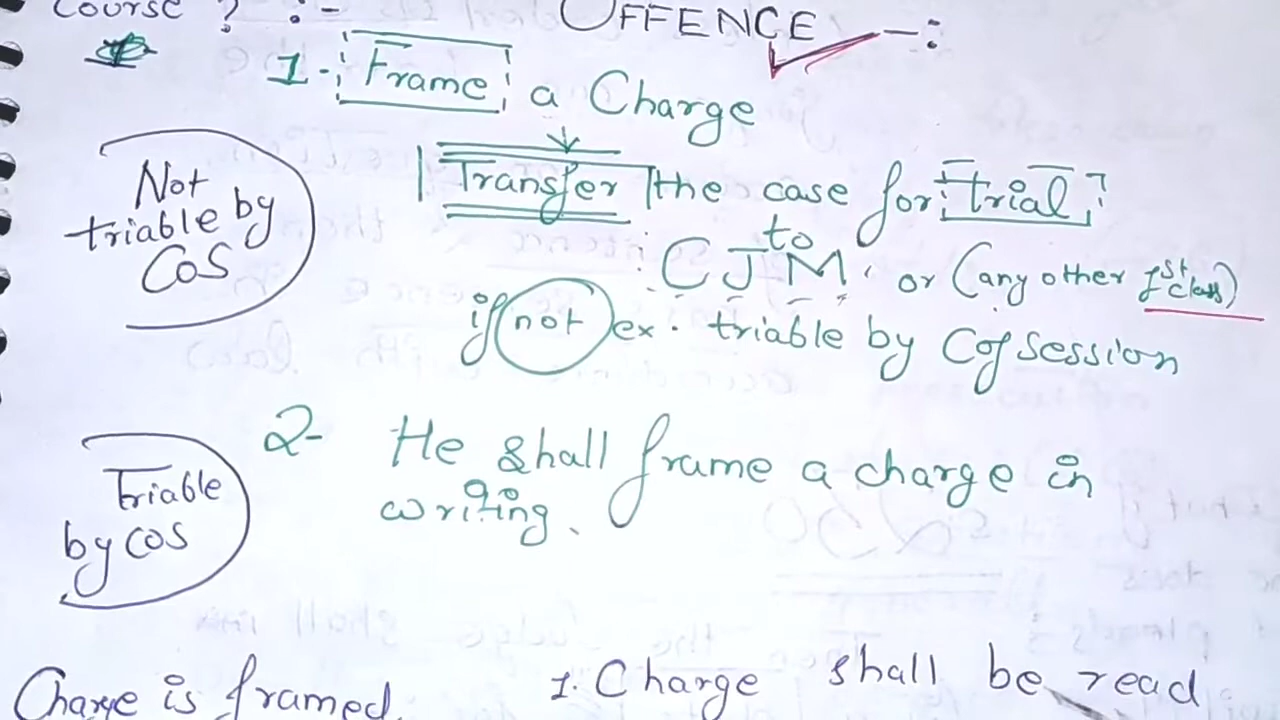 Course ? :- OFFENCE -:
1. Frame a Charge
Not
triable by
COS
Transfer the case for trial
to
CJM or (any other 1st class)
if not ex. triable by C of session
2- He shall frame a charge in
writing.
Triable
by COS
Charge is framed.
1. Charge shall be read